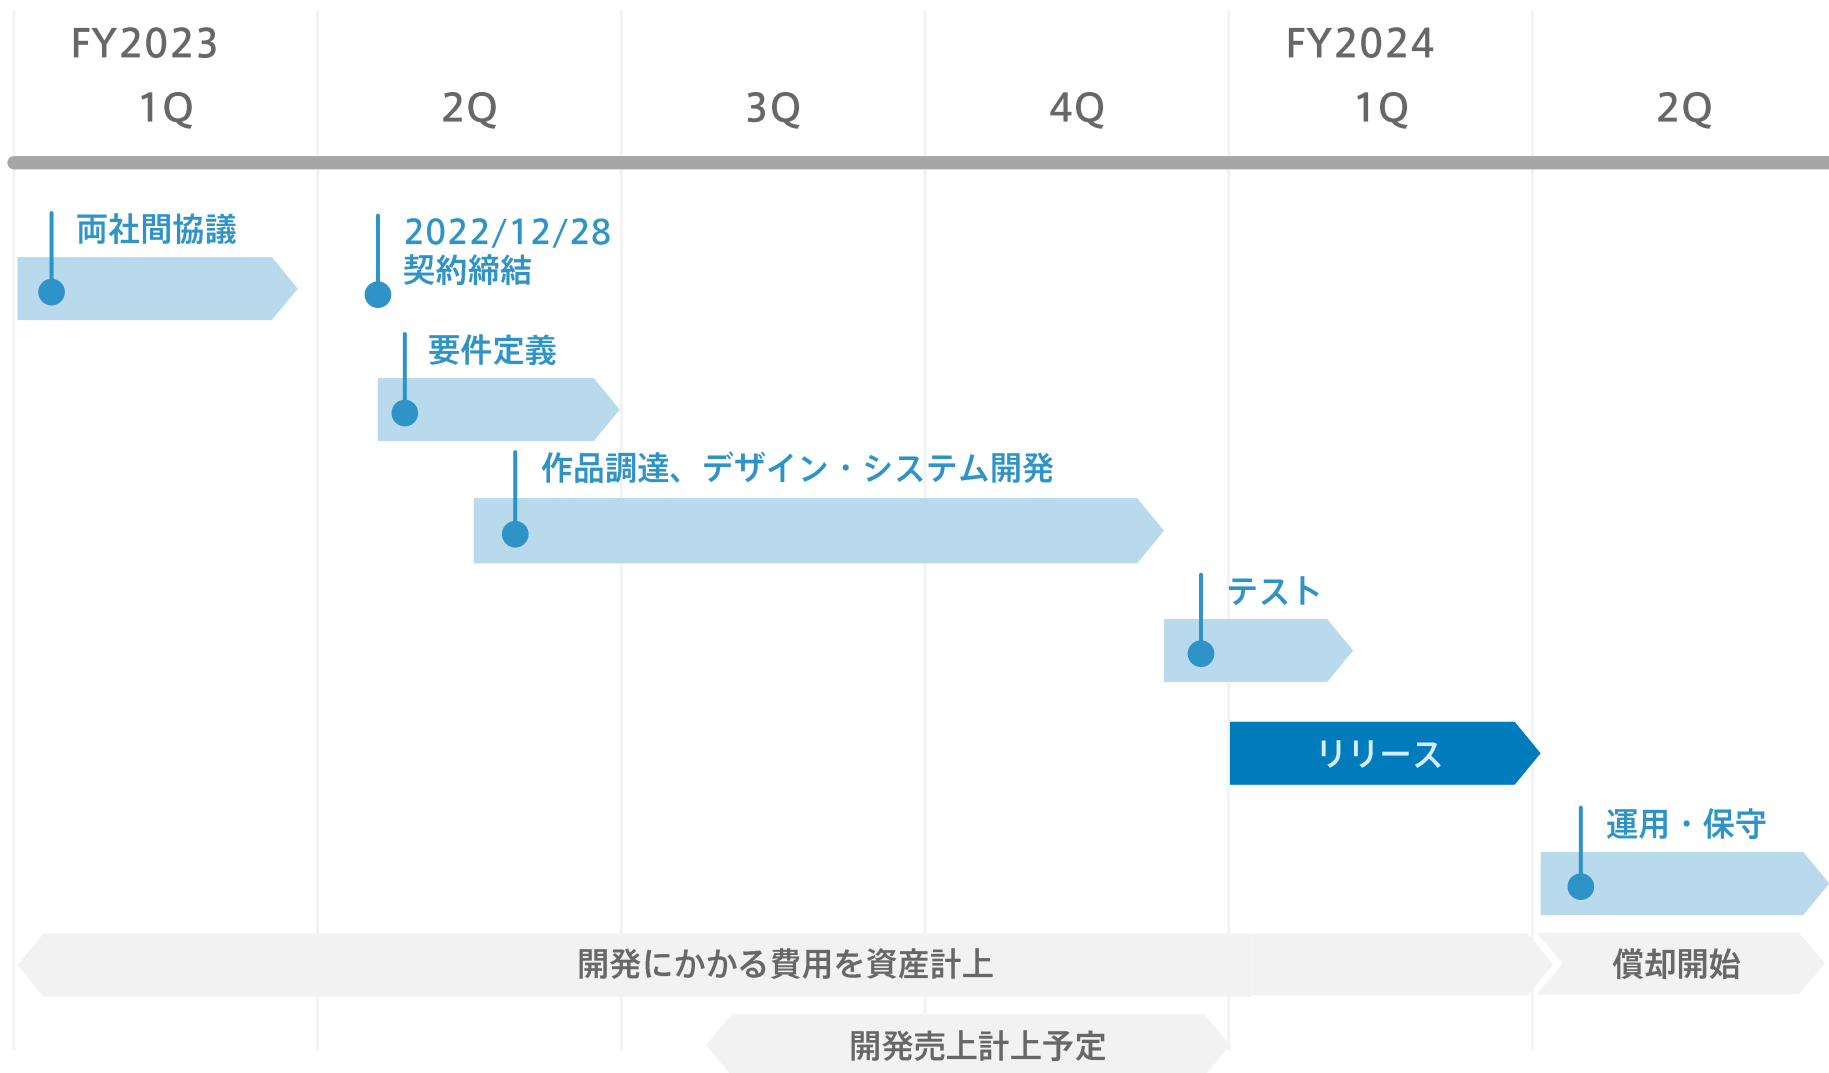 FY2023
FY2024
1Q
2Q
3Q
4Q
1Q
2Q
両社間協議
2022/12/28
契約締結
要件定義
作品調達、デザイン・システム開発
テスト
リリース
運用・保守
開発にかかる費用を資産計上
償却開始
開発売上計上予定